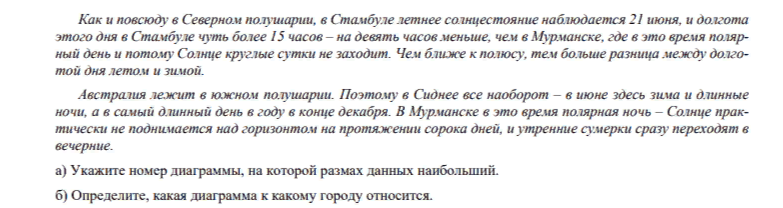 Как и повсюду в Северном полушарии, в Стамбуле летнее солнцестояние наблюдается 21 июня, и долгота
этого дня в Стамбуле чуть более 15 часов – на девять часов меньше, чем в Мурманске, где в это время поляр-
ный день и потому Солнце круглые сутки не заходит. Чем ближе к полюсу, тем больше разница между долго-
той дня летом и зимой.
Австралия лежит в южном полушарии. Поэтому в Сиднее все наоборот – в июне здесь зима и длинные
ночи, а в самый длинный день в году в конце декабря. В Мурманске в это время полярная ночь – Солнце прак-
тически не поднимается над горизонтом на протяжении сорока дней, и утренние сумерки сразу переходят в
вечерние.
а) Укажите номер диаграммы, на которой размах данных наибольший.
б) Определите, какая диаграмма к какому городу относится.